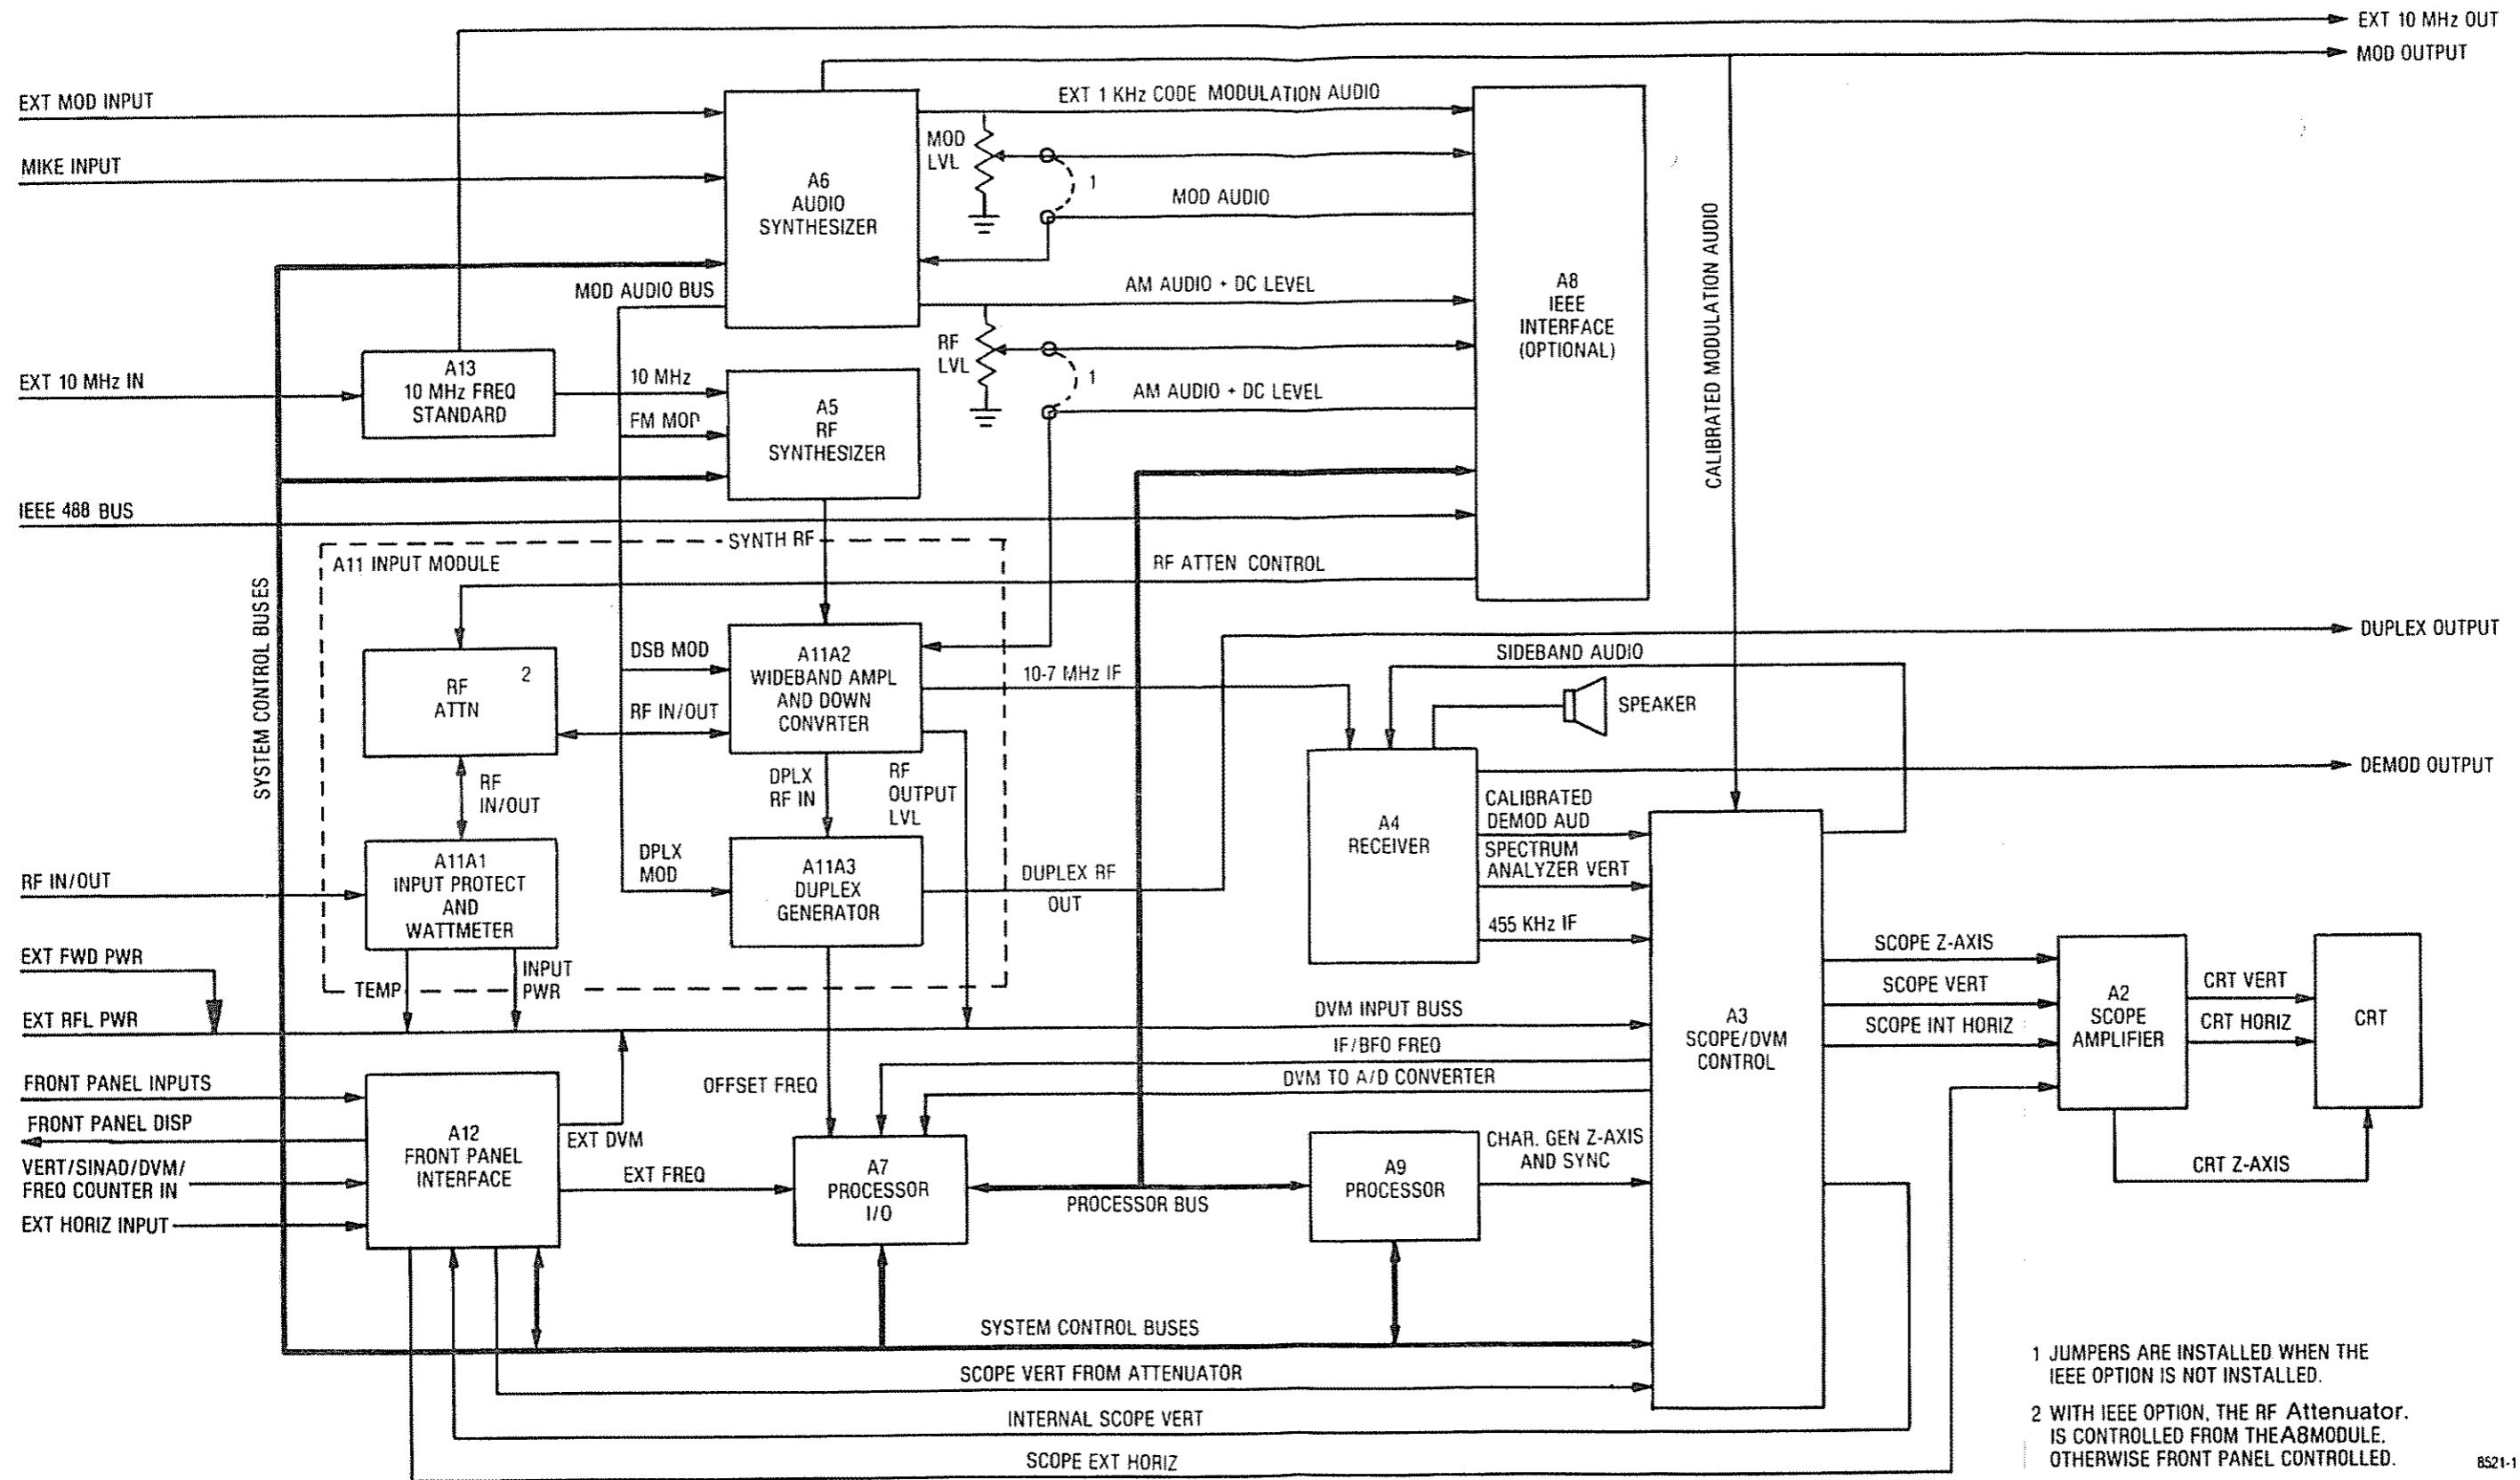 EXT 10 MHz OUT
MOD OUTPUT
EXT MOD INPUT
MIKE INPUT
A6
AUDIO
SYNTHESIZER
EXT 1 KHz CODE MODULATION AUDIO
MOD
LVL
1
MOD AUDIO
MOD AUDIO BUS
AM AUDIO + DC LEVEL
RF
LVL
1
AM AUDIO + DC LEVEL
A8
IEEE
INTERFACE
(OPTIONAL)
CALIBRATED MODULATION AUDIO
EXT 10 MHz IN
A13
10 MHz FREQ
STANDARD
10 MHz
FM MOD
A5
RF
SYNTHESIZER
IEEE 488 BUS
SYNTH RF
A11 INPUT MODULE
RF ATTEN CONTROL
SYSTEM CONTROL BUSES
RF
ATTN
2
DSB MOD
RF IN/OUT
A11A2
WIDEBAND AMPL
AND DOWN
CONVRTER
10-7 MHz IF
DUPLEX OUTPUT
SIDEBAND AUDIO
SPEAKER
DEMOD OUTPUT
RF
IN/OUT
DPLX
RF IN
RF
OUTPUT
LVL
RF IN/OUT
A11A1
INPUT PROTECT
AND
WATTMETER
DPLX
MOD
A11A3
DUPLEX
GENERATOR
DUPLEX RF
OUT
A4
RECEIVER
CALIBRATED
DEMOD AUD
SPECTRUM
ANALYZER VERT
455 KHz IF
EXT FWD PWR
TEMP
INPUT
PWR
EXT RFL PWR
DVM INPUT BUSS
IF/BFO FREQ
DVM TO A/D CONVERTER
A3
SCOPE/DVM
CONTROL
SCOPE Z-AXIS
SCOPE VERT
SCOPE INT HORIZ
A2
SCOPE
AMPLIFIER
CRT VERT
CRT HORIZ
CRT
CRT Z-AXIS
FRONT PANEL INPUTS
FRONT PANEL DISP
VERT/SINAD/DVM/
FREQ COUNTER IN
EXT HORIZ INPUT
A12
FRONT PANEL
INTERFACE
EXT DVM
EXT FREQ
OFFSET FREQ
A7
PROCESSOR
I/O
PROCESSOR BUS
A9
PROCESSOR
CHAR. GEN Z-AXIS
AND SYNC
SYSTEM CONTROL BUSES
SCOPE VERT FROM ATTENUATOR
INTERNAL SCOPE VERT
SCOPE EXT HORIZ
1 JUMPERS ARE INSTALLED WHEN THE
IEEE OPTION IS NOT INSTALLED.
2 WITH IEEE OPTION, THE RF Attenuator.
IS CONTROLLED FROM THEA8MODULE.
OTHERWISE FRONT PANEL CONTROLLED.
8521-1